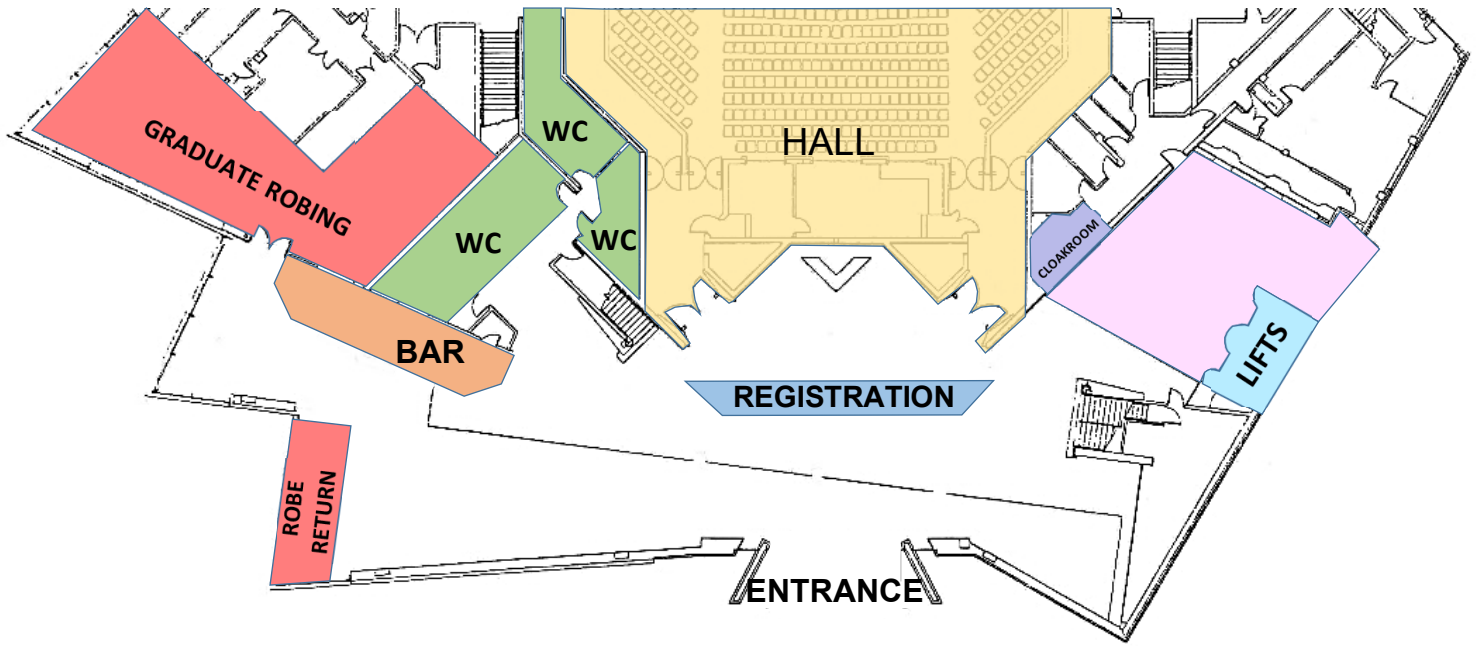 WC
HALL
GRADUATE ROBING
WC
WC
CLOAKROOM
BAR
LIFTS
REGISTRATION
ROBE
RETURN
ENTRANCE